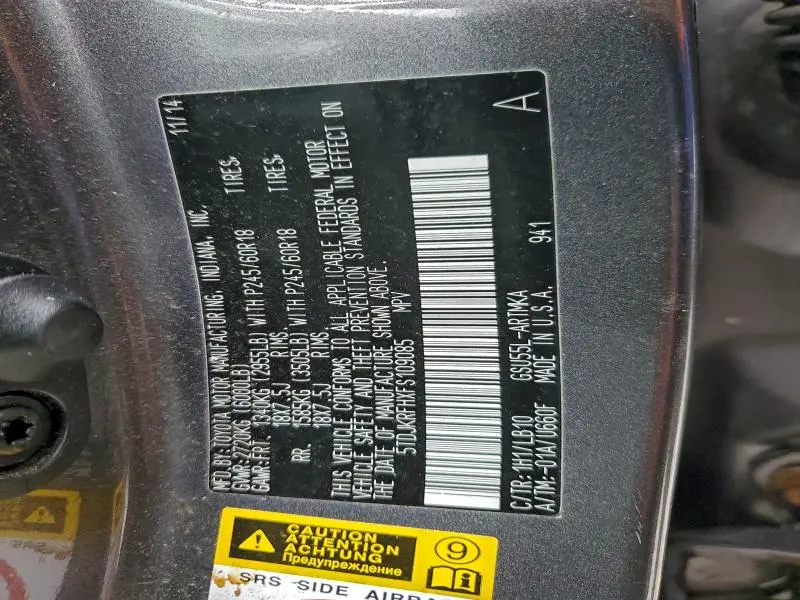 MFD.BY:TOYOTA MOTOR MANUFACTURING, INDIANA, INC. 11/14
GVWR:2720KG (6000LB)
GAWR:FRT. 1340KG (2955LB) WITH P245/60R18 TIRES,
18X7.5J RIMS.
RR. 1585KG (3505LB) WITH P245/60R18 TIRES,
18X7.5J RIMS.
THIS VEHICLE CONFORMS TO ALL APPLICABLE FEDERAL MOTOR
VEHICLE SAFETY AND THEFT PREVENTION STANDARDS IN EFFECT ON
THE DATE OF MANUFACTURE SHOWN ABOVE.
5TDJKRFHXFS109085 MPV
C/TR:1H1/LB10 GSU55L-ARTMKA A
A/TM:-01A/U660F MADE IN U.S.A. 941
CAUTION
ATTENTION
ACHTUNG
Предупреждение
9
SRS SIDE